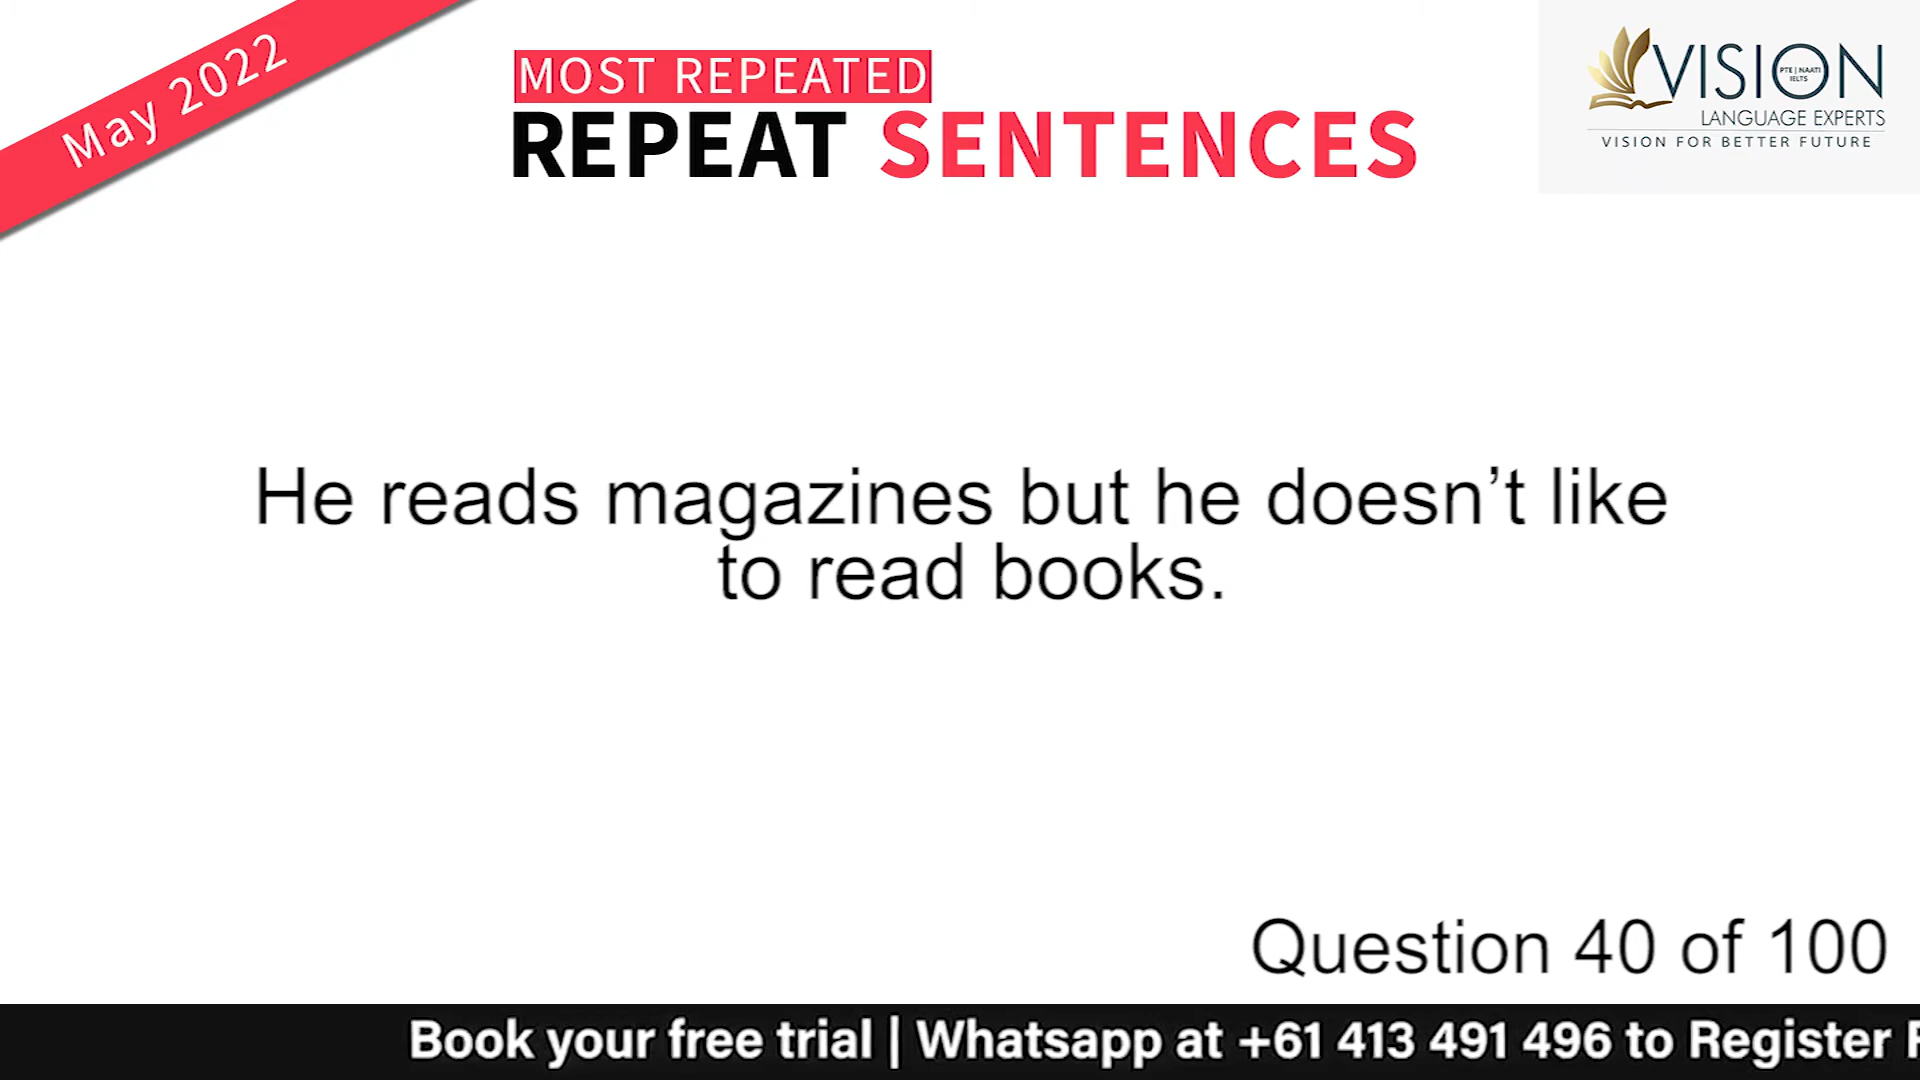 May 2022
MOST REPEATED
REPEAT SENTENCES
VISION
PTE | NAATI
IELTS
LANGUAGE EXPERTS
VISION FOR BETTER FUTURE
He reads magazines but he doesn’t like
to read books.
Question 40 of 100
Book your free trial | Whatsapp at +61 413 491 496 to Register